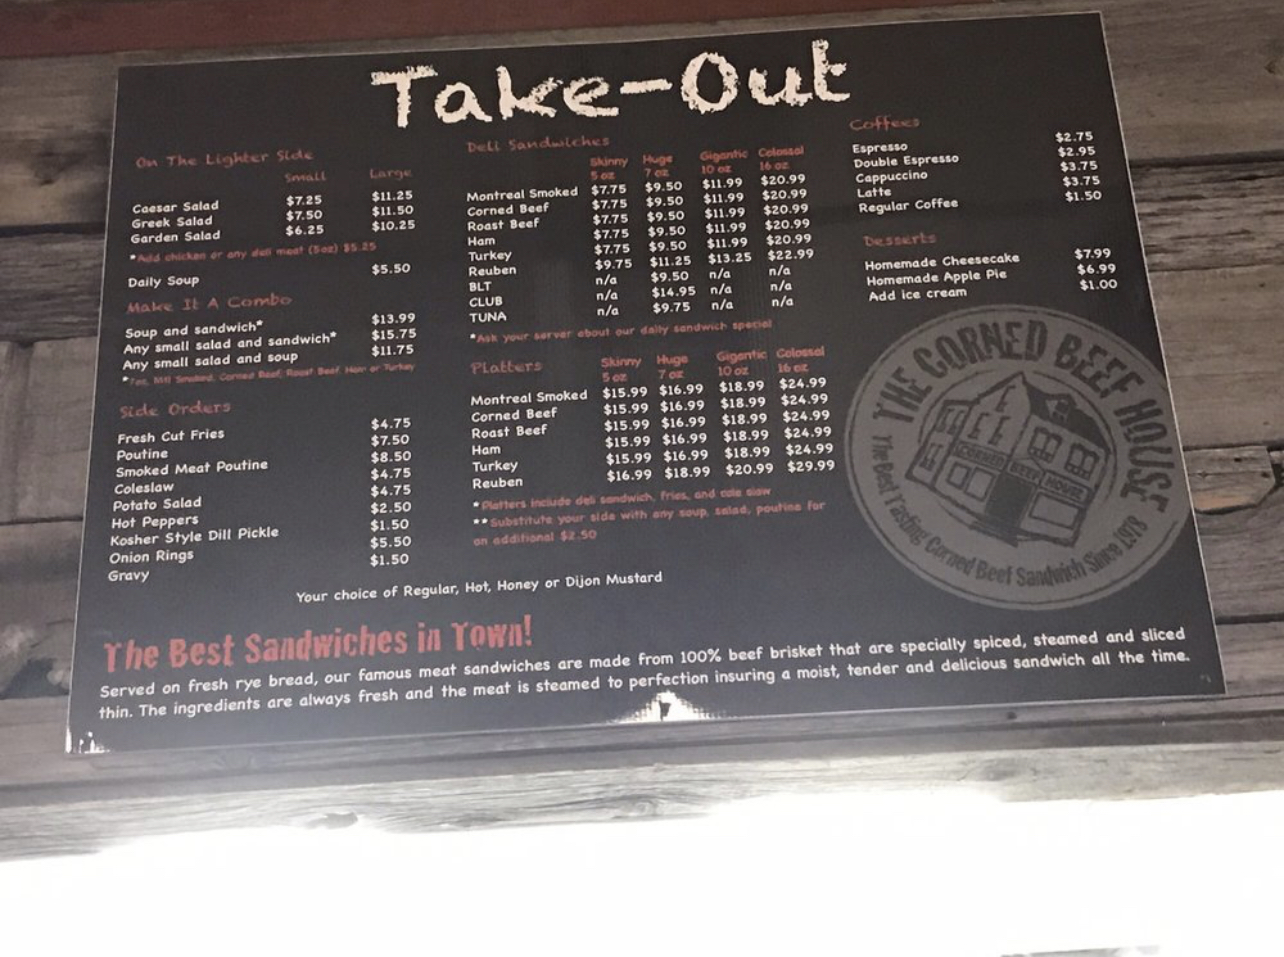 Take-Out
On The Lighter Side
Small Large
Caesar Salad $7.25 $11.25
Greek Salad $7.50 $11.50
Garden Salad $6.25 $10.25
*Add chicken or any deli meat (5oz) $5.25
Daily Soup $5.50
Make It A Combo
Soup and sandwich* $13.99
Any small salad and sandwich* $15.75
Any small salad and soup $11.75
Smoked, Corned Beef, Roast Beef, Ham or Turkey
Side Orders
Fresh Cut Fries $4.75
Poutine $7.50
Smoked Meat Poutine $8.50
Coleslaw $4.75
Potato Salad $4.75
Hot Peppers $2.50
Kosher Style Dill Pickle $1.50
Onion Rings $5.50
Gravy $1.50
Deli Sandwiches
Skinny Huge Gigantic Colossal
5 oz 7 oz 10 oz 16 oz
Montreal Smoked $7.75 $9.50 $11.99 $20.99
Corned Beef $7.75 $9.50 $11.99 $20.99
Roast Beef $7.75 $9.50 $11.99 $20.99
Ham $7.75 $9.50 $11.99 $20.99
Turkey $7.75 $9.50 $11.99 $20.99
Reuben $9.75 $11.25 $13.25 $22.99
BLT n/a $9.50 n/a n/a
CLUB n/a $14.95 n/a n/a
TUNA n/a $9.75 n/a n/a
*Ask your server about our daily sandwich special
Platters
Skinny Huge Gigantic Colossal
5 oz 7 oz 10 oz 16 oz
Montreal Smoked $15.99 $16.99 $18.99 $24.99
Corned Beef $15.99 $16.99 $18.99 $24.99
Roast Beef $15.99 $16.99 $18.99 $24.99
Ham $15.99 $16.99 $18.99 $24.99
Turkey $15.99 $16.99 $18.99 $24.99
Reuben $16.99 $18.99 $20.99 $29.99
*Platters include deli sandwich, fries, and cole slaw
**Substitute your side with any soup, salad, poutine for
an additional $2.50
Coffees
Espresso $2.75
Double Espresso $2.95
Cappuccino $3.75
Latte $3.75
Regular Coffee $1.50
Desserts
Homemade Cheesecake $7.99
Homemade Apple Pie $6.99
Add ice cream $1.00
THE CORNED BEEF HOUSE
CORNED BEEF HOUSE
The Best Tasting Corned Beef Sandwich Since 1978
Your choice of Regular, Hot, Honey or Dijon Mustard
The Best Sandwiches in Town!
Served on fresh rye bread, our famous meat sandwiches are made from 100% beef brisket that are specially spiced, steamed and sliced
thin. The ingredients are always fresh and the meat is steamed to perfection insuring a moist, tender and delicious sandwich all the time.